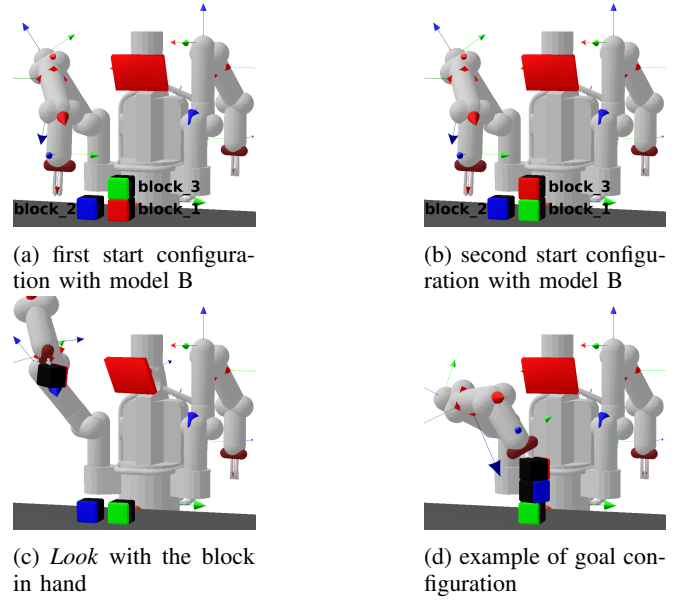 block_3
block_2 block_1
block_3
block_2 block_1
(a) first start configura-
tion with model B
(b) second start configu-
ration with model B
(c) Look with the block
in hand
(d) example of goal con-
figuration